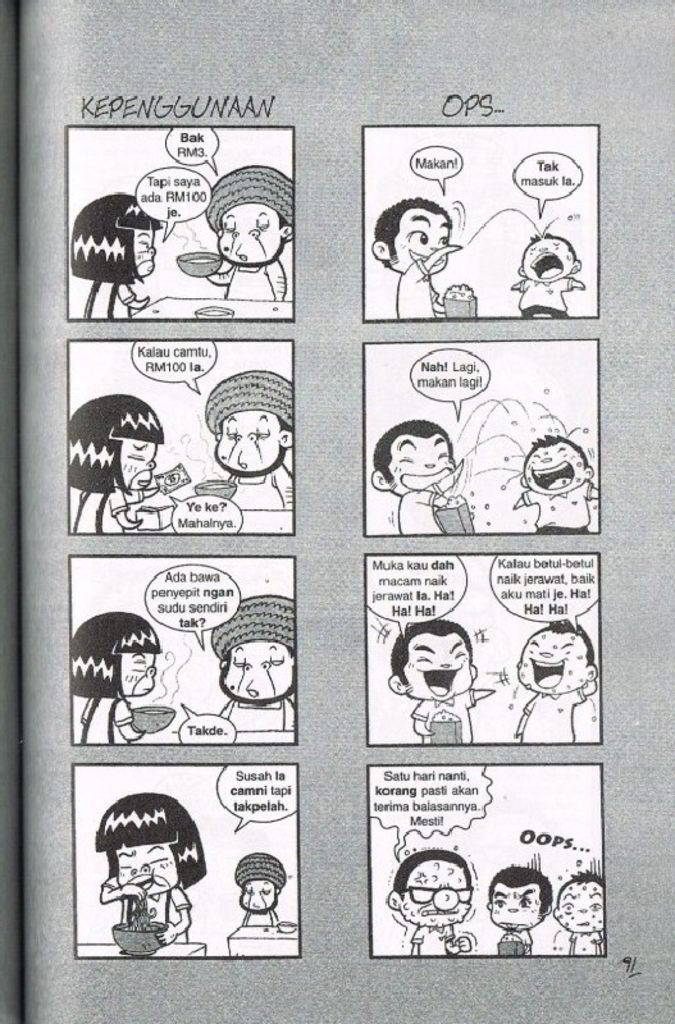 KEPENGGUNAAN
Bak
RM3.
Tapi saya
ada RM100
je.
Kalau camtu,
RM100 la.
Ye ke?
Mahalnya.
Ada bawa
penyepit ngan
sudu sendiri
tak?
Takde.
Susah la
camni tapi
takpelah.
OPS...
Makan!
Tak
masuk la.
Nah! Lagi,
makan lagi!
Muka kau dah
macam naik
jerawat la. Ha!
Ha! Ha!
Kalau betul-betul
naik jerawat, baik
aku mati je. Ha!
Ha! Ha!
Satu hari nanti,
korang pasti akan
terima balasannya.
Mesti!
OOPS...
91